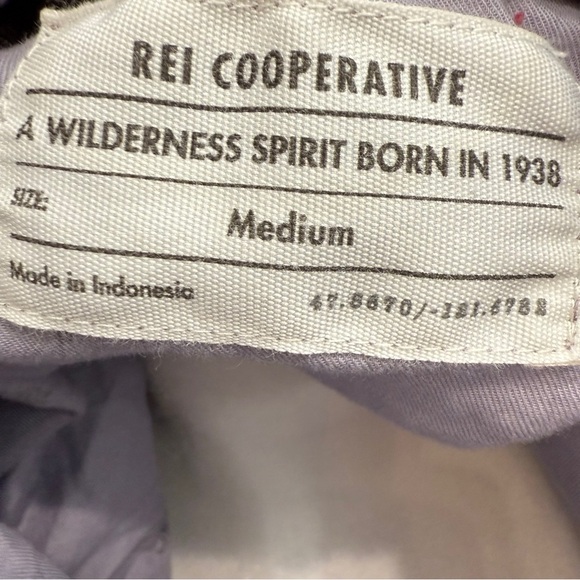 REI COOPERATIVE
A WILDERNESS SPIRIT BORN IN 1938
SIZE:
Medium
Made in Indonesia